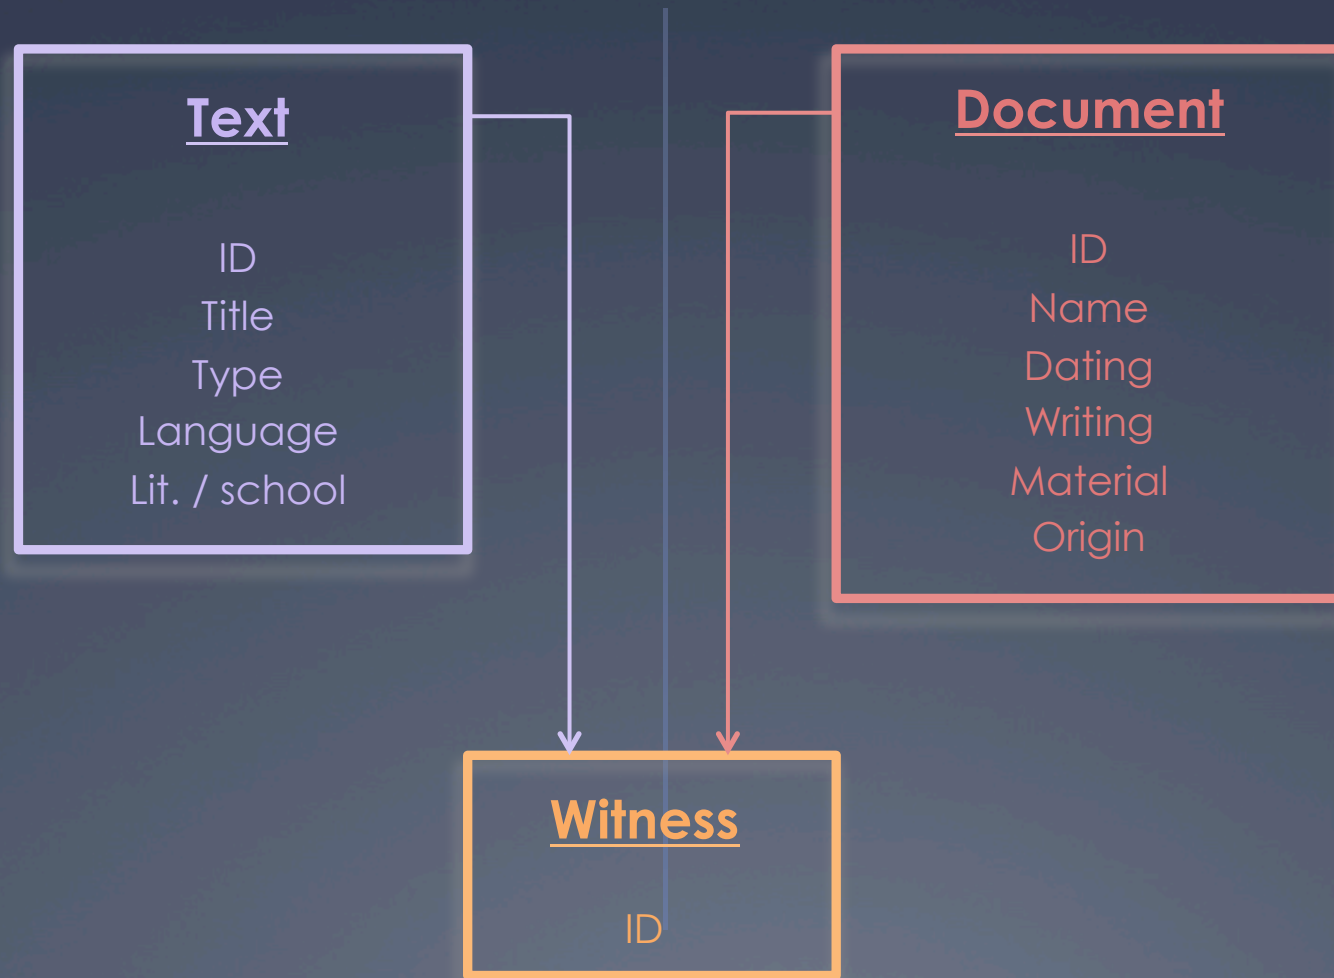 Text
ID
Title
Type
Language
Lit. / school
Document
ID
Name
Dating
Writing
Material
Origin
Witness
ID